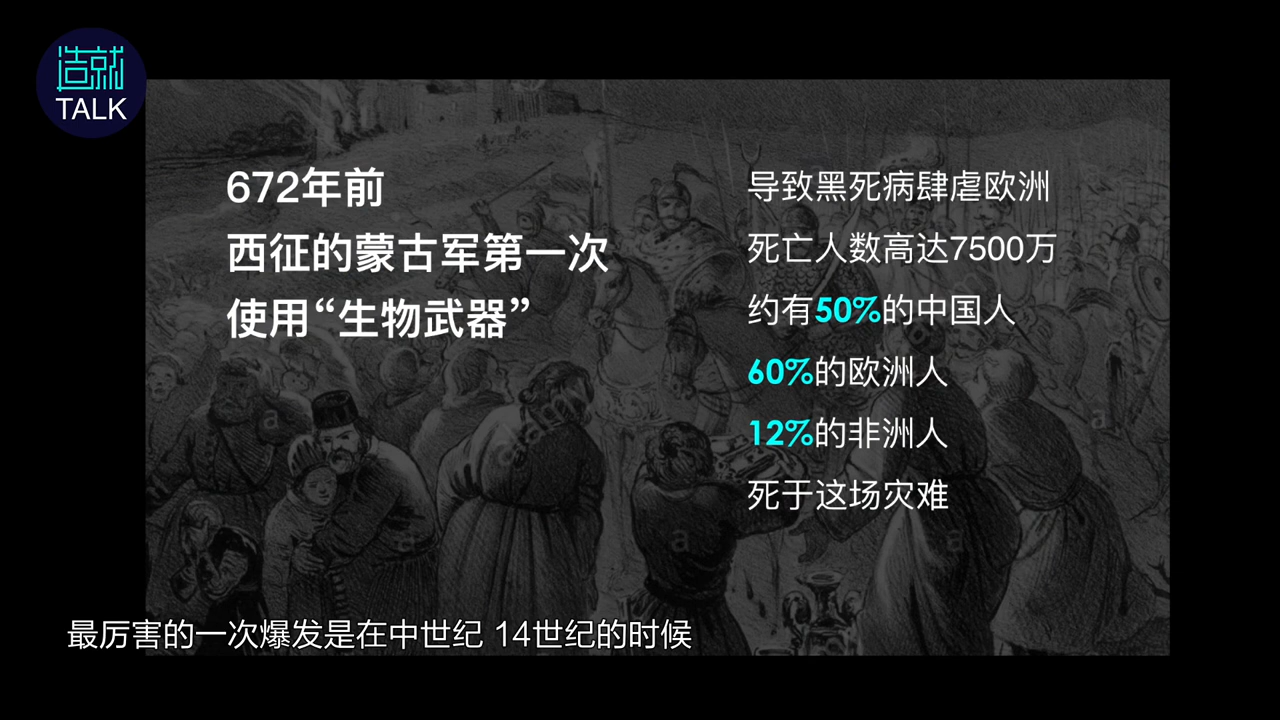 造就
TALK
672年前
西征的蒙古军第一次
使用“生物武器”
导致黑死病肆虐欧洲
死亡人数高达7500万
约有50%的中国人
60%的欧洲人
12%的非洲人
死于这场灾难
alamy
a
a
a
a
最厉害的一次爆发是在中世纪 14世纪的时候